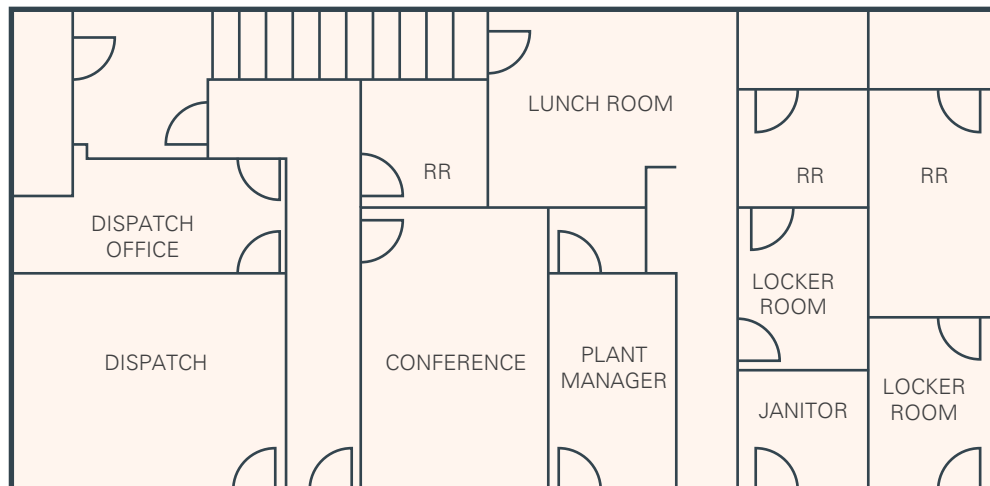 LUNCH ROOM
RR
RR
RR
DISPATCH
OFFICE
LOCKER
ROOM
DISPATCH
CONFERENCE
PLANT
MANAGER
LOCKER
ROOM
JANITOR